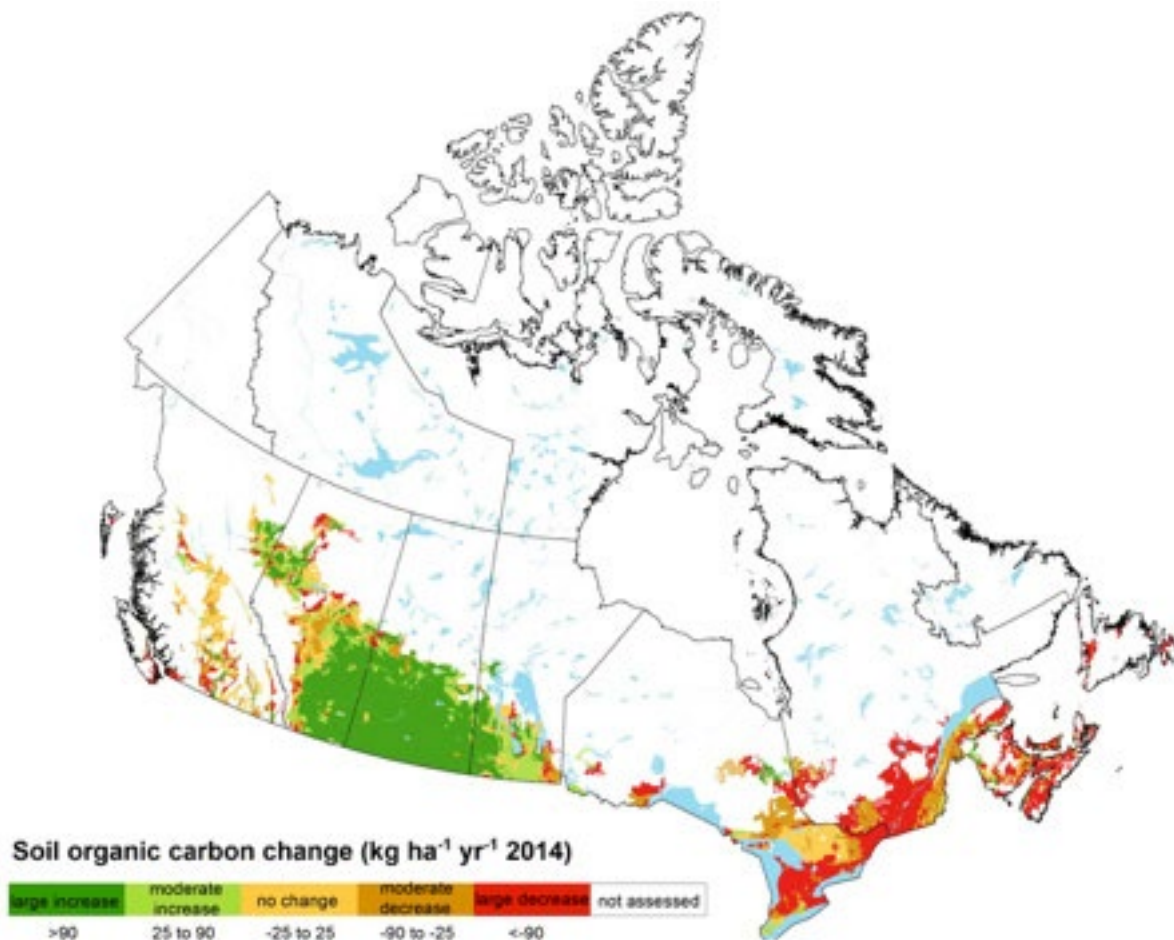 Soil organic carbon change (kg ha⁻¹ yr⁻¹ 2014)
large increase
moderate
increase
no change
moderate
decrease
large decrease
not assessed
>90
25 to 90
-25 to 25
-90 to -25
<-90